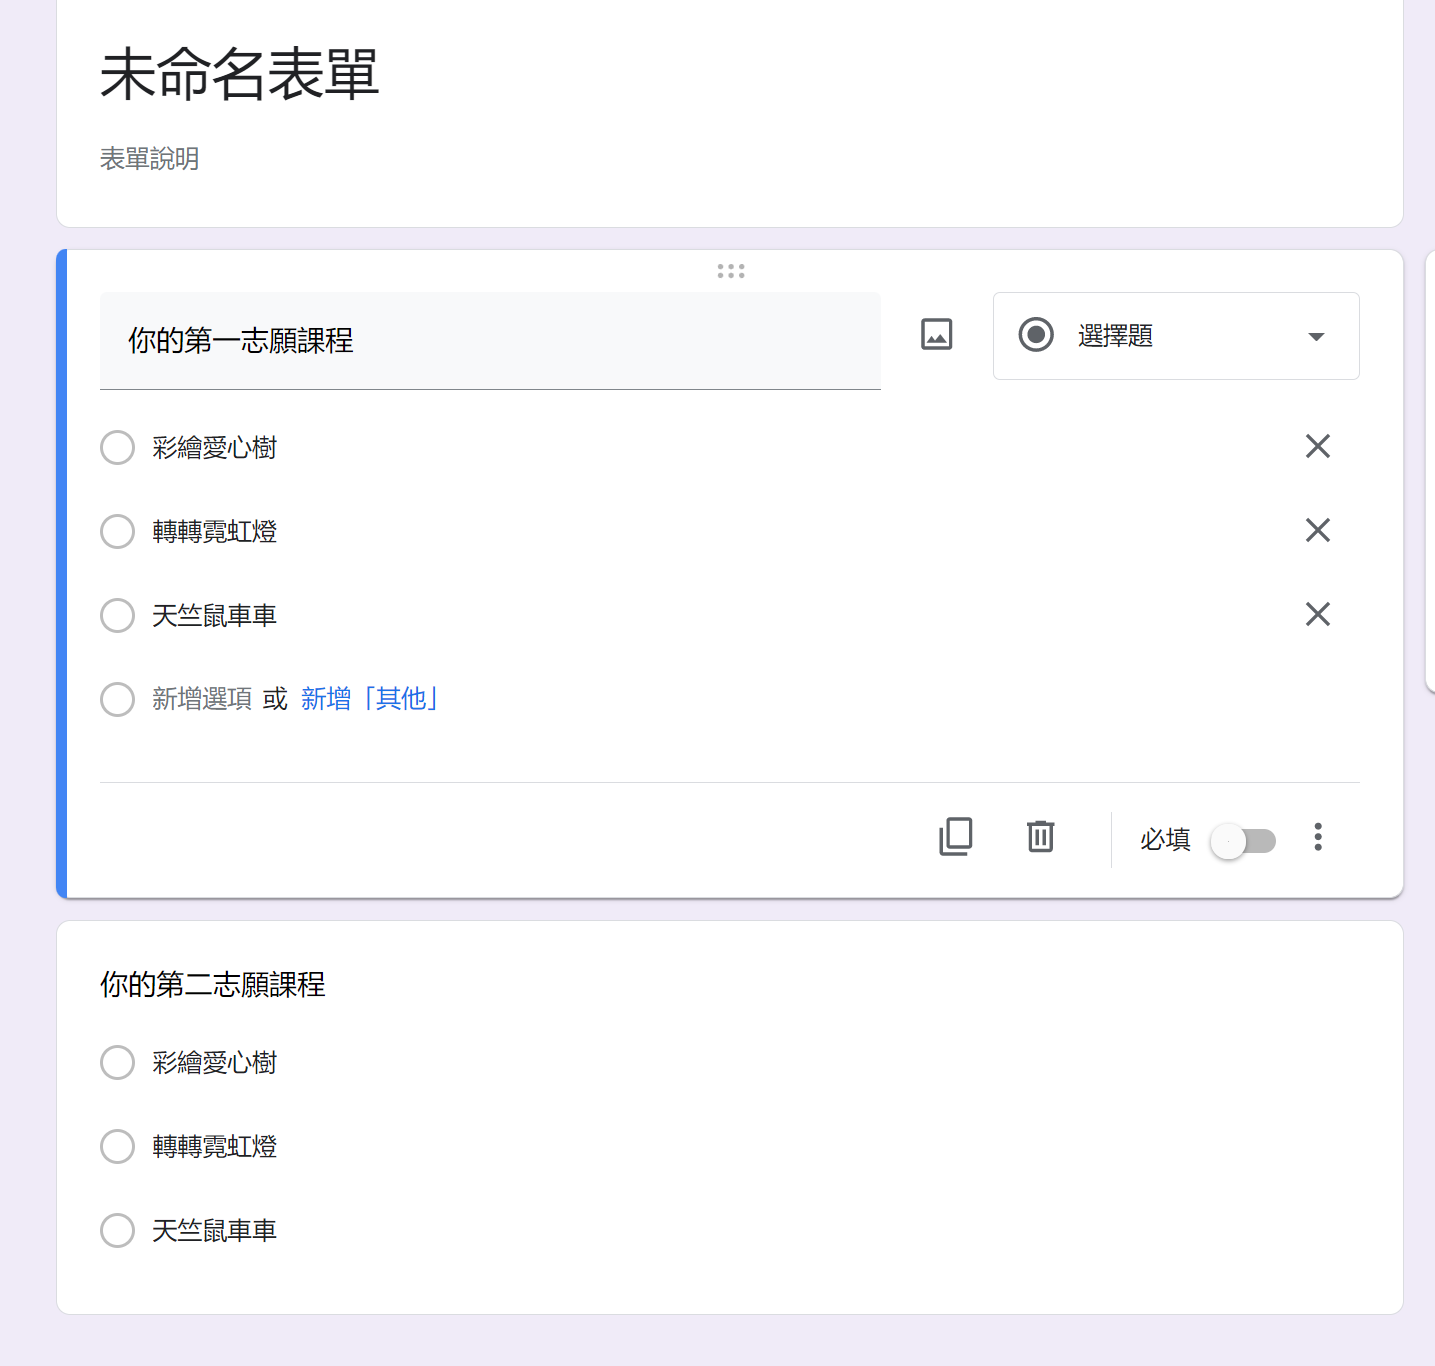 未命名表單
表單說明
你的第一志願課程
選擇題
彩繪愛心樹
轉轉霓虹燈
天竺鼠車車
新增選項 或 新增「其他」
必填
你的第二志願課程
彩繪愛心樹
轉轉霓虹燈
天竺鼠車車